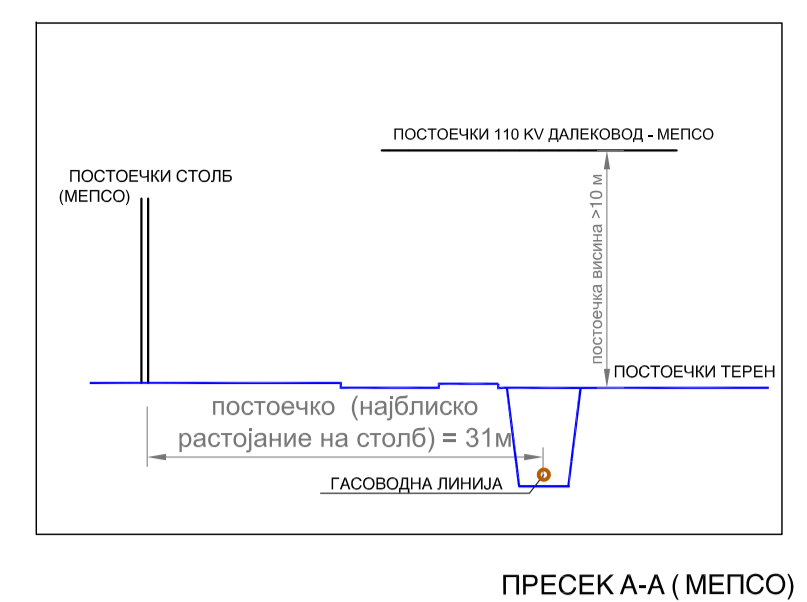 ПОСТОЕЧКИ 110 KV ДАЛЕКОВОД - МЕПСО
ПОСТОЕЧКИ СТОЛБ
(МЕПСО)
постоечка висина >10 м
ПОСТОЕЧКИ ТЕРЕН
постоечко (најблиско
растојание на столб) = 31м
ГАСОВОДНА ЛИНИЈА
ПРЕСЕК А-А ( МЕПСО)